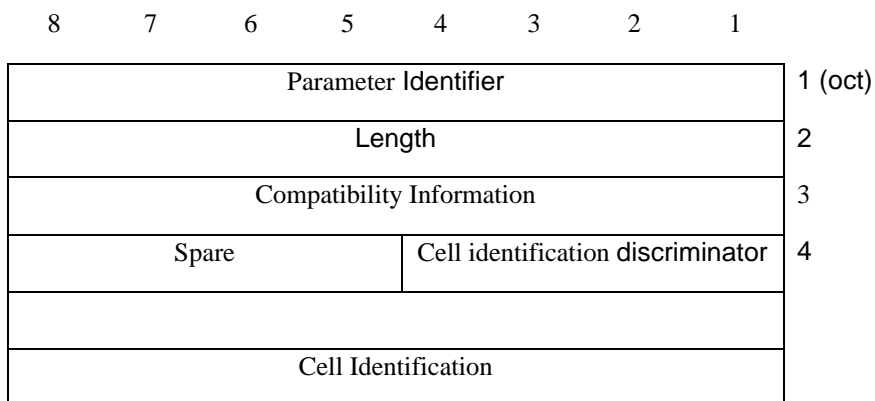 8 7 6 5 4 3 2 1
Parameter Identifier 1 (oct)
Length 2
Compatibility Information 3
Spare Cell identification discriminator 4
Cell Identification